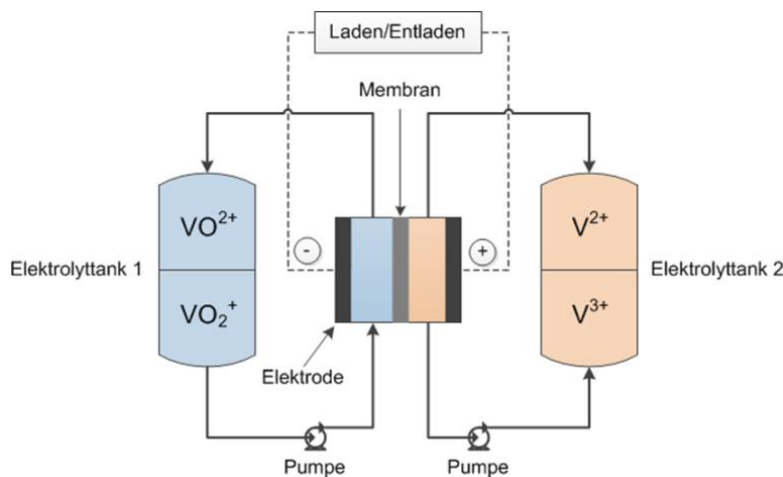 Laden/Entladen
Membran
VO²⁺
V²⁺
-
+
Elektrolyttank 1
Elektrolyttank 2
VO₂⁺
V³⁺
Elektrode
Pumpe
Pumpe